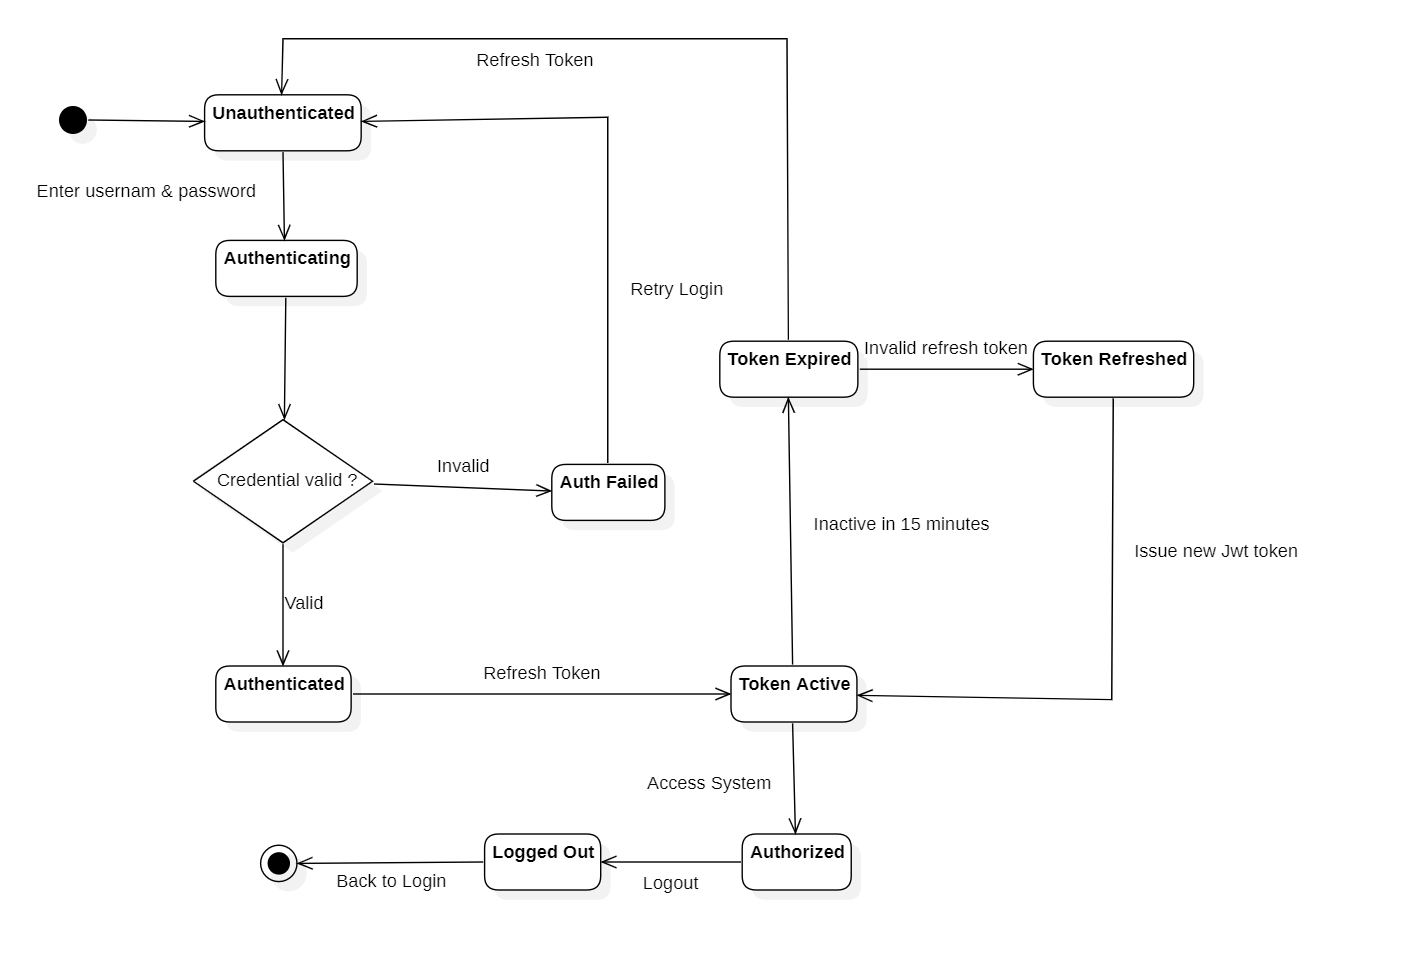 Refresh Token
Unauthenticated
Enter usernam & password
Authenticating
Retry Login
Token Expired
Invalid refresh token
Token Refreshed
Credential valid ?
Invalid
Auth Failed
Inactive in 15 minutes
Issue new Jwt token
Valid
Authenticated
Refresh Token
Token Active
Access System
Logged Out
Authorized
Back to Login
Logout